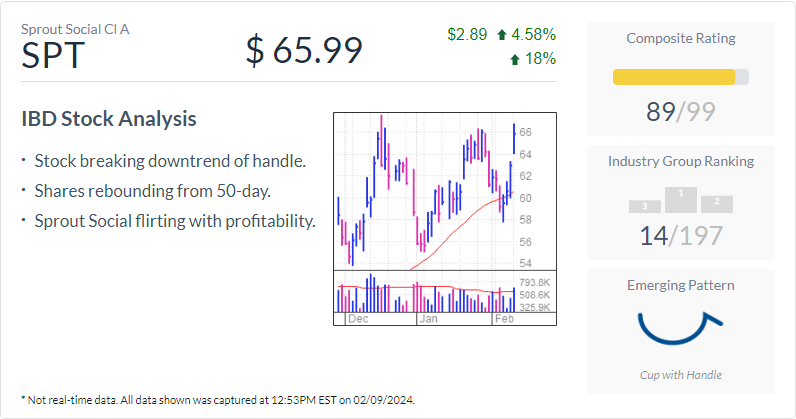 Sprout Social Cl A
SPT
$ 65.99
$2.89 4.58%
18%
IBD Stock Analysis
• Stock breaking downtrend of handle.
• Shares rebounding from 50-day.
• Sprout Social flirting with profitability.
66
64
62
60
58
56
54
793.8K
508.6K
325.9K
Dec Jan Feb
Composite Rating
89/99
Industry Group Ranking
3 1 2
14/197
Emerging Pattern
Cup with Handle
* Not real-time data. All data shown was captured at 12:53PM EST on 02/09/2024.